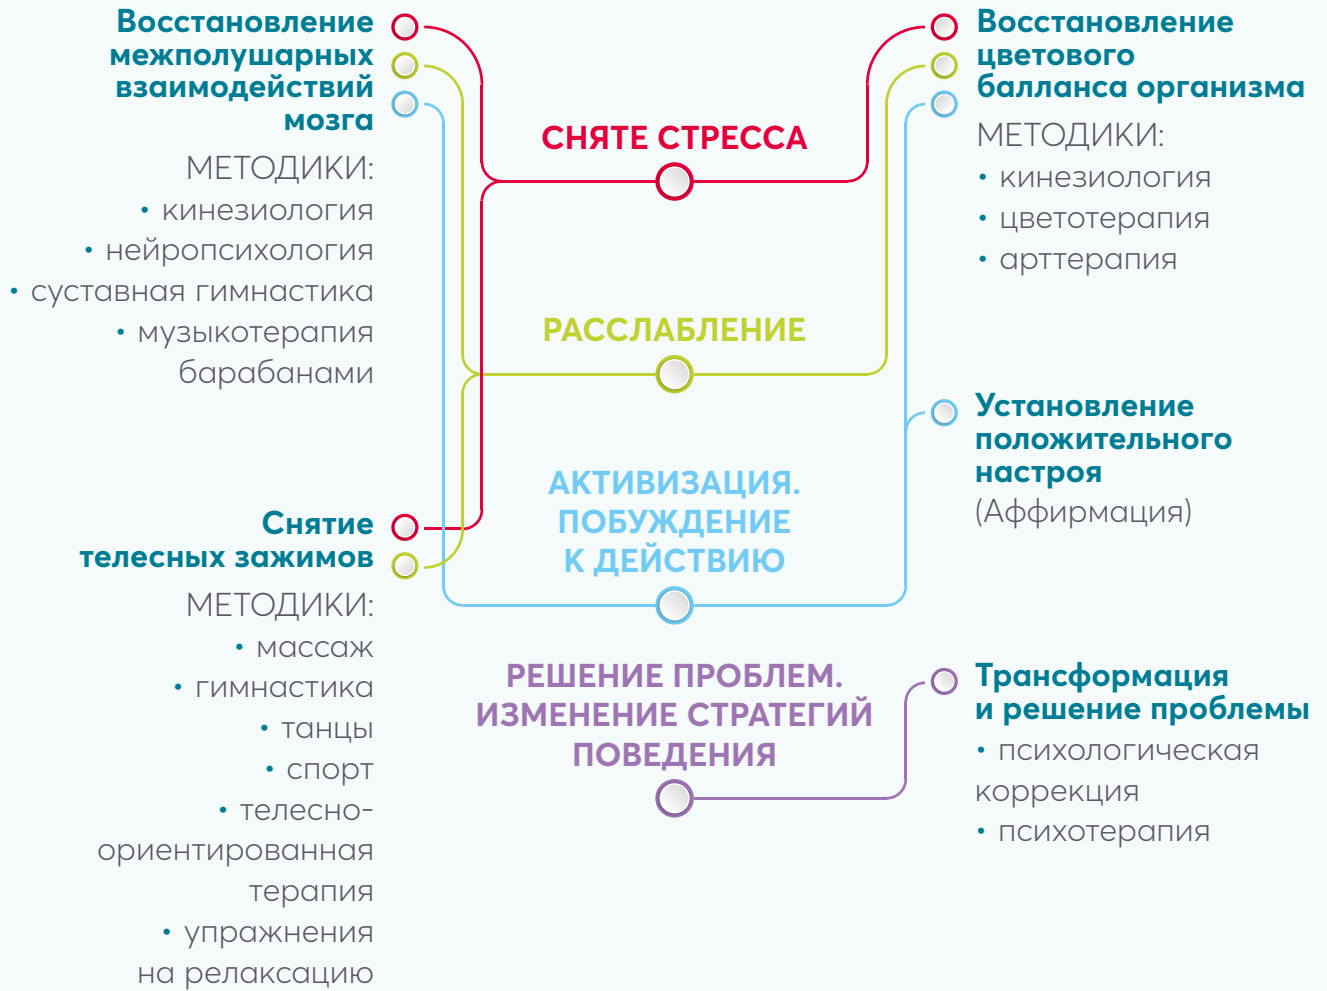 Восстановление
межполушарных
взаимодействий
мозга
МЕТОДИКИ:
• кинезиология
• нейропсихология
• суставная гимнастика
• музыкотерапия
барабанами
Снятие
телесных зажимов
МЕТОДИКИ:
• массаж
• гимнастика
• танцы
• спорт
• телесно-
ориентированная
терапия
• упражнения
на релаксацию
СНЯТЕ СТРЕССА
РАССЛАБЛЕНИЕ
АКТИВИЗАЦИЯ.
ПОБУЖДЕНИЕ
К ДЕЙСТВИЮ
РЕШЕНИЕ ПРОБЛЕМ.
ИЗМЕНЕНИЕ СТРАТЕГИЙ
ПОВЕДЕНИЯ
Восстановление
цветового
балланса организма
МЕТОДИКИ:
• кинезиология
• цветотерапия
• арттерапия
Установление
положительного
настроя
(Аффирмация)
Трансформация
и решение проблемы
• психологическая
коррекция
• психотерапия